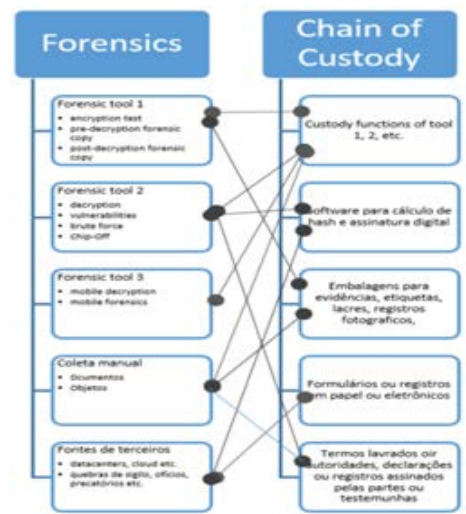 Forensics
Forensic tool 1
• encryption test
• pre-decryption forensic
copy
• post-decryption forensic
copy
Forensic tool 2
• decryption
• vulnerabilities
• brute force
• Chip-Off
Forensic tool 3
• mobile decryption
• mobile forensics
Coleta manual
• Dcumentos
• Objetos
Fontes de terceiros
• datacenters, cloud etc.
• quebras de sigilo, ofícios,
precatórios etc.
Chain of
Custody
Custody functions of tool
1, 2, etc.
Software para cálculo de
hash e assinatura digital
Embalagens para
evidências, etiquetas,
lacres, registros
fotograficos,
Formulários ou registros
em papel ou eletrônicos
Termos lavrados oir
autoridades, declarações
ou registros assinados
pelas partes ou
testemunhas